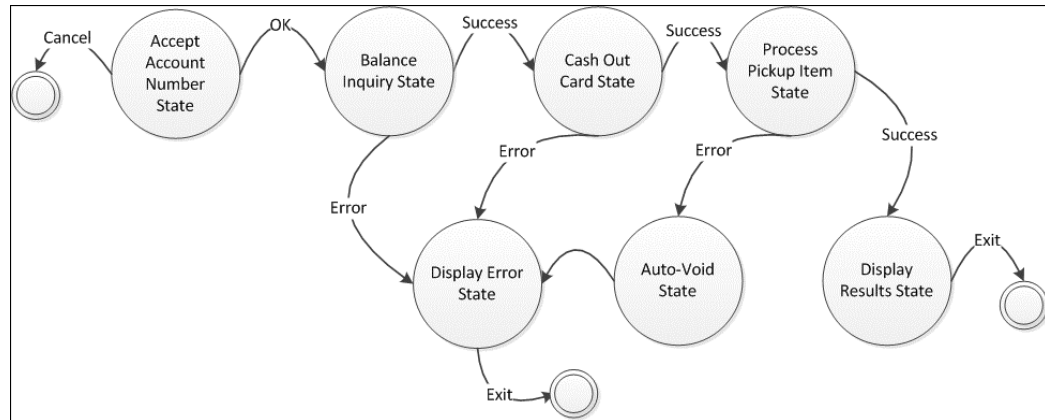 Cancel
Accept
Account
Number
State
OK
Balance
Inquiry State
Success
Cash Out
Card State
Success
Process
Pickup Item
State
Error
Error
Error
Success
Display Error
State
Auto-Void
State
Display
Results State
Exit
Exit